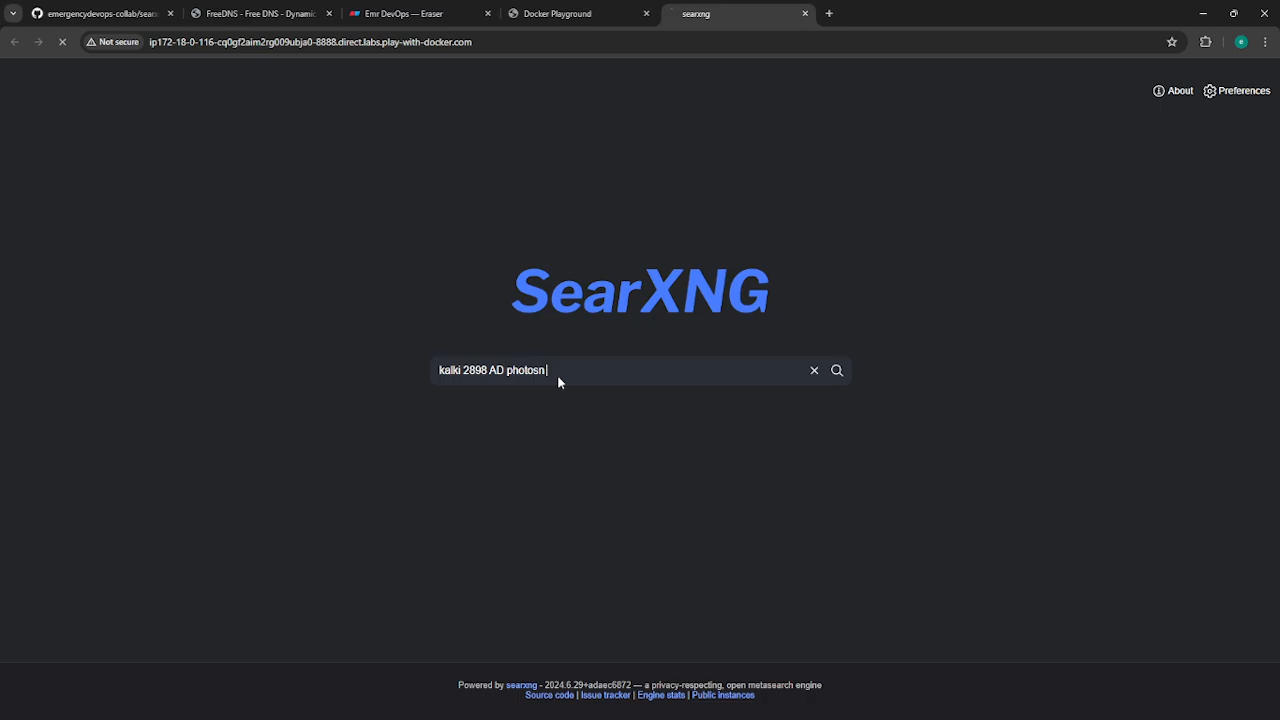 emergencydevops-collab/sear
FreeDNS - Free DNS - Dynamic
Emr DevOps — Eraser
Docker Playground
searxng
Not secure
ip172-18-0-116-cq0gf2aim2rg009ubja0-8888.direct.labs.play-with-docker.com
e
About
Preferences
SearXNG
kalki 2898 AD photosn
Powered by searxng - 2024.6.29+adaec6872 — a privacy-respecting, open metasearch engine
Source code | Issue tracker | Engine stats | Public instances